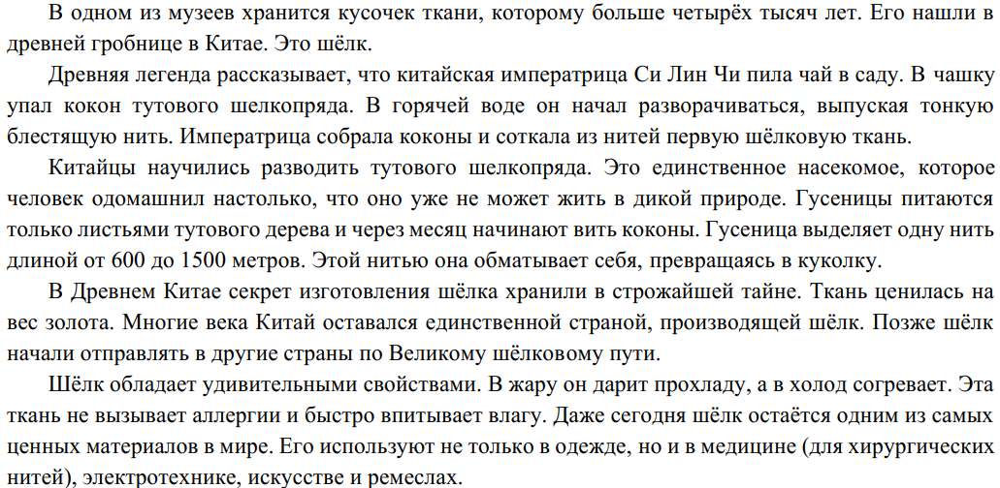 В одном из музеев хранится кусочек ткани, которому больше четырёх тысяч лет. Его нашли в
древней гробнице в Китае. Это шёлк.
Древняя легенда рассказывает, что китайская императрица Си Лин Чи пила чай в саду. В чашку
упал кокон тутового шелкопряда. В горячей воде он начал разворачиваться, выпуская тонкую
блестящую нить. Императрица собрала коконы и соткала из нитей первую шёлковую ткань.
Китайцы научились разводить тутового шелкопряда. Это единственное насекомое, которое
человек одомашнил настолько, что оно уже не может жить в дикой природе. Гусеницы питаются
только листьями тутового дерева и через месяц начинают вить коконы. Гусеница выделяет одну нить
длиной от 600 до 1500 метров. Этой нитью она обматывает себя, превращаясь в куколку.
В Древнем Китае секрет изготовления шёлка хранили в строжайшей тайне. Ткань ценилась на
вес золота. Многие века Китай оставался единственной страной, производящей шёлк. Позже шёлк
начали отправлять в другие страны по Великому шёлковому пути.
Шёлк обладает удивительными свойствами. В жару он дарит прохладу, а в холод согревает. Эта
ткань не вызывает аллергии и быстро впитывает влагу. Даже сегодня шёлк остаётся одним из самых
ценных материалов в мире. Его используют не только в одежде, но и в медицине (для хирургических
нитей), электротехнике, искусстве и ремеслах.